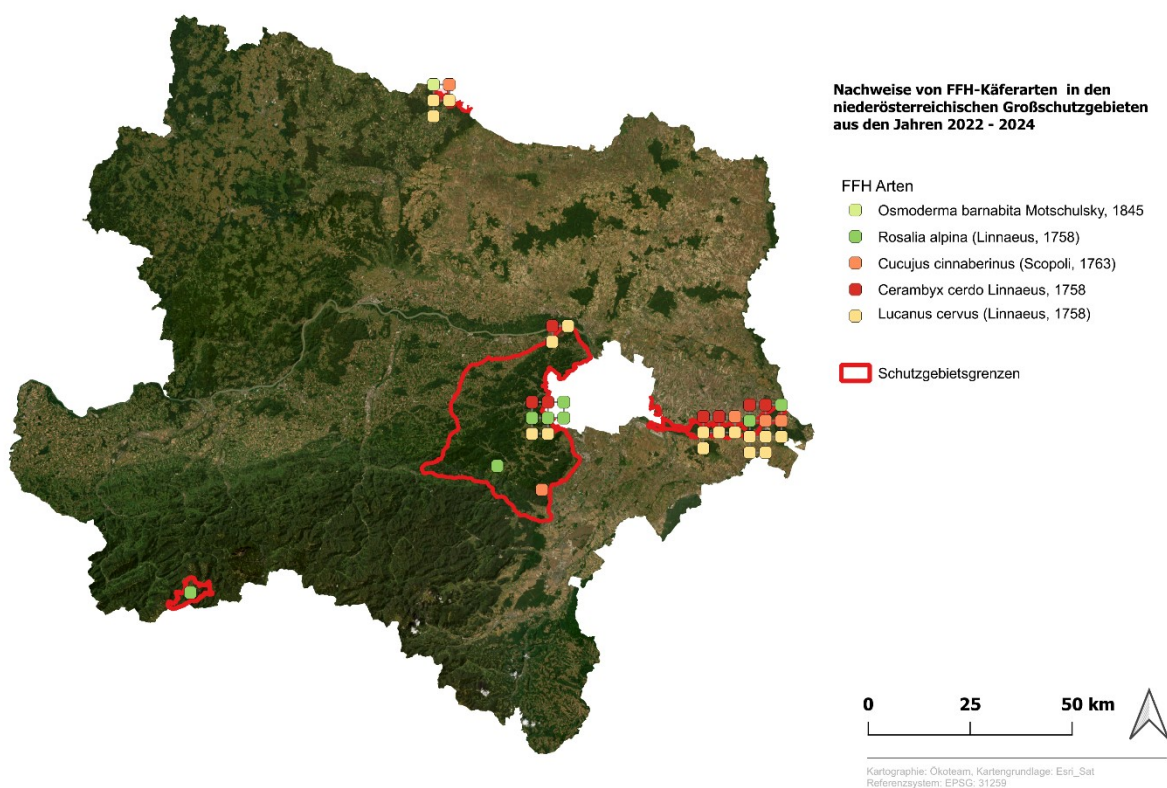 Nachweise von FFH-Käferarten in den
niederösterreichischen Großschutzgebieten
aus den Jahren 2022 - 2024
FFH Arten
Osmoderma barnabita Motschulsky, 1845
Rosalia alpina (Linnaeus, 1758)
Cucujus cinnaberinus (Scopoli, 1763)
Cerambyx cerdo Linnaeus, 1758
Lucanus cervus (Linnaeus, 1758)
Schutzgebietsgrenzen
0 25 50 km
Kartographie: Ökoteam, Kartengrundlage: Esri_Sat
Referenzsystem: EPSG: 31259